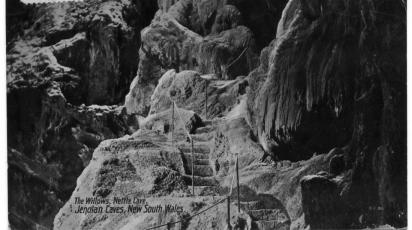 The Willows, Nettle Cave,
Jenolan Caves, New South Wales.